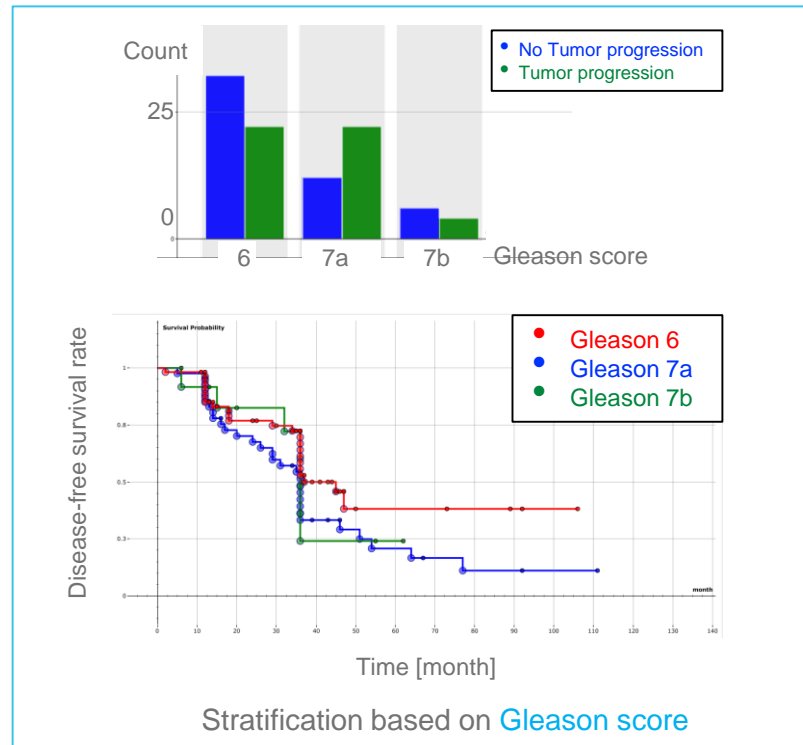 Count
No Tumor progression
Tumor progression
25
0
0
6 7a 7b Gleason score
Survival Probability
Gleason 6
Gleason 7a
Gleason 7b
Disease-free survival rate
1
0.8
0.5
0.3
0
month
0 10 20 30 40 50 60 70 80 90 100 110 120 130 140
Time [month]
Stratification based on Gleason score